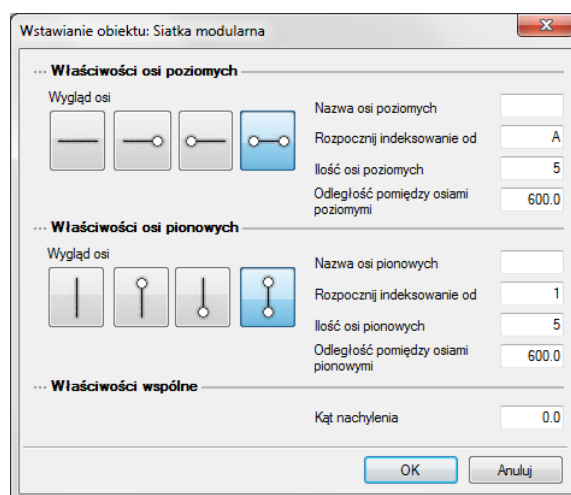 Wstawianie obiektu: Siatka modularna
Właściwości osi poziomych
Wygląd osi
Nazwa osi poziomych
Rozpocznij indeksowanie od A
Ilość osi poziomych 5
Odległość pomiędzy osiami
poziomymi 600.0
Właściwości osi pionowych
Wygląd osi
Nazwa osi pionowych
Rozpocznij indeksowanie od 1
Ilość osi pionowych 5
Odległość pomiędzy osiami
pionowymi 600.0
Właściwości wspólne
Kąt nachylenia 0.0
OK Anuluj